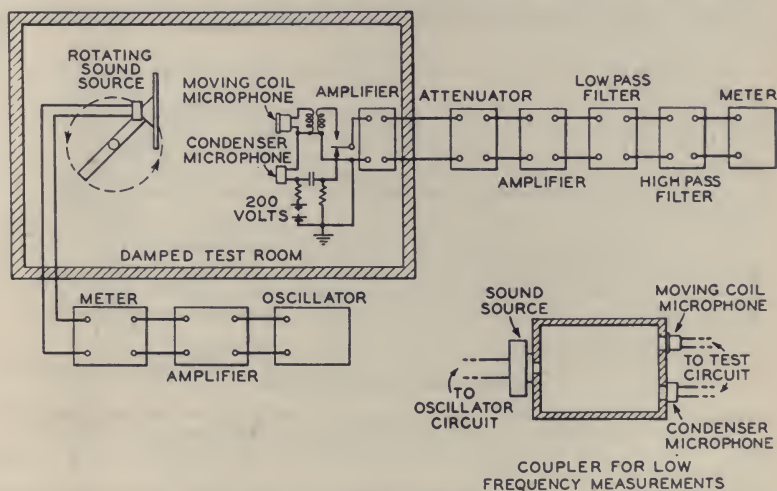 ROTATING
SOUND
SOURCE
MOVING COIL
MICROPHONE
CONDENSER
MICROPHONE
200
VOLTS
DAMPED TEST ROOM
AMPLIFIER
ATTENUATOR
AMPLIFIER
LOW PASS
FILTER
HIGH PASS
FILTER
METER
METER
AMPLIFIER
OSCILLATOR
SOUND
SOURCE
MOVING COIL
MICROPHONE
TO TEST
CIRCUIT
TO
OSCILLATOR
CIRCUIT
CONDENSER
MICROPHONE
COUPLER FOR LOW
FREQUENCY MEASUREMENTS